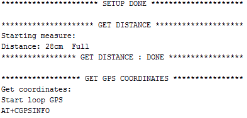 ********************** SETUP DONE **********************
********************* GET DISTANCE *********************
Starting measure:
Distance: 28cm  Full
***************** GET DISTANCE : DONE ******************
****************** GET GPS COORDINATES *****************
Get coordinates:
Start loop GPS
AT+CGPSINFO